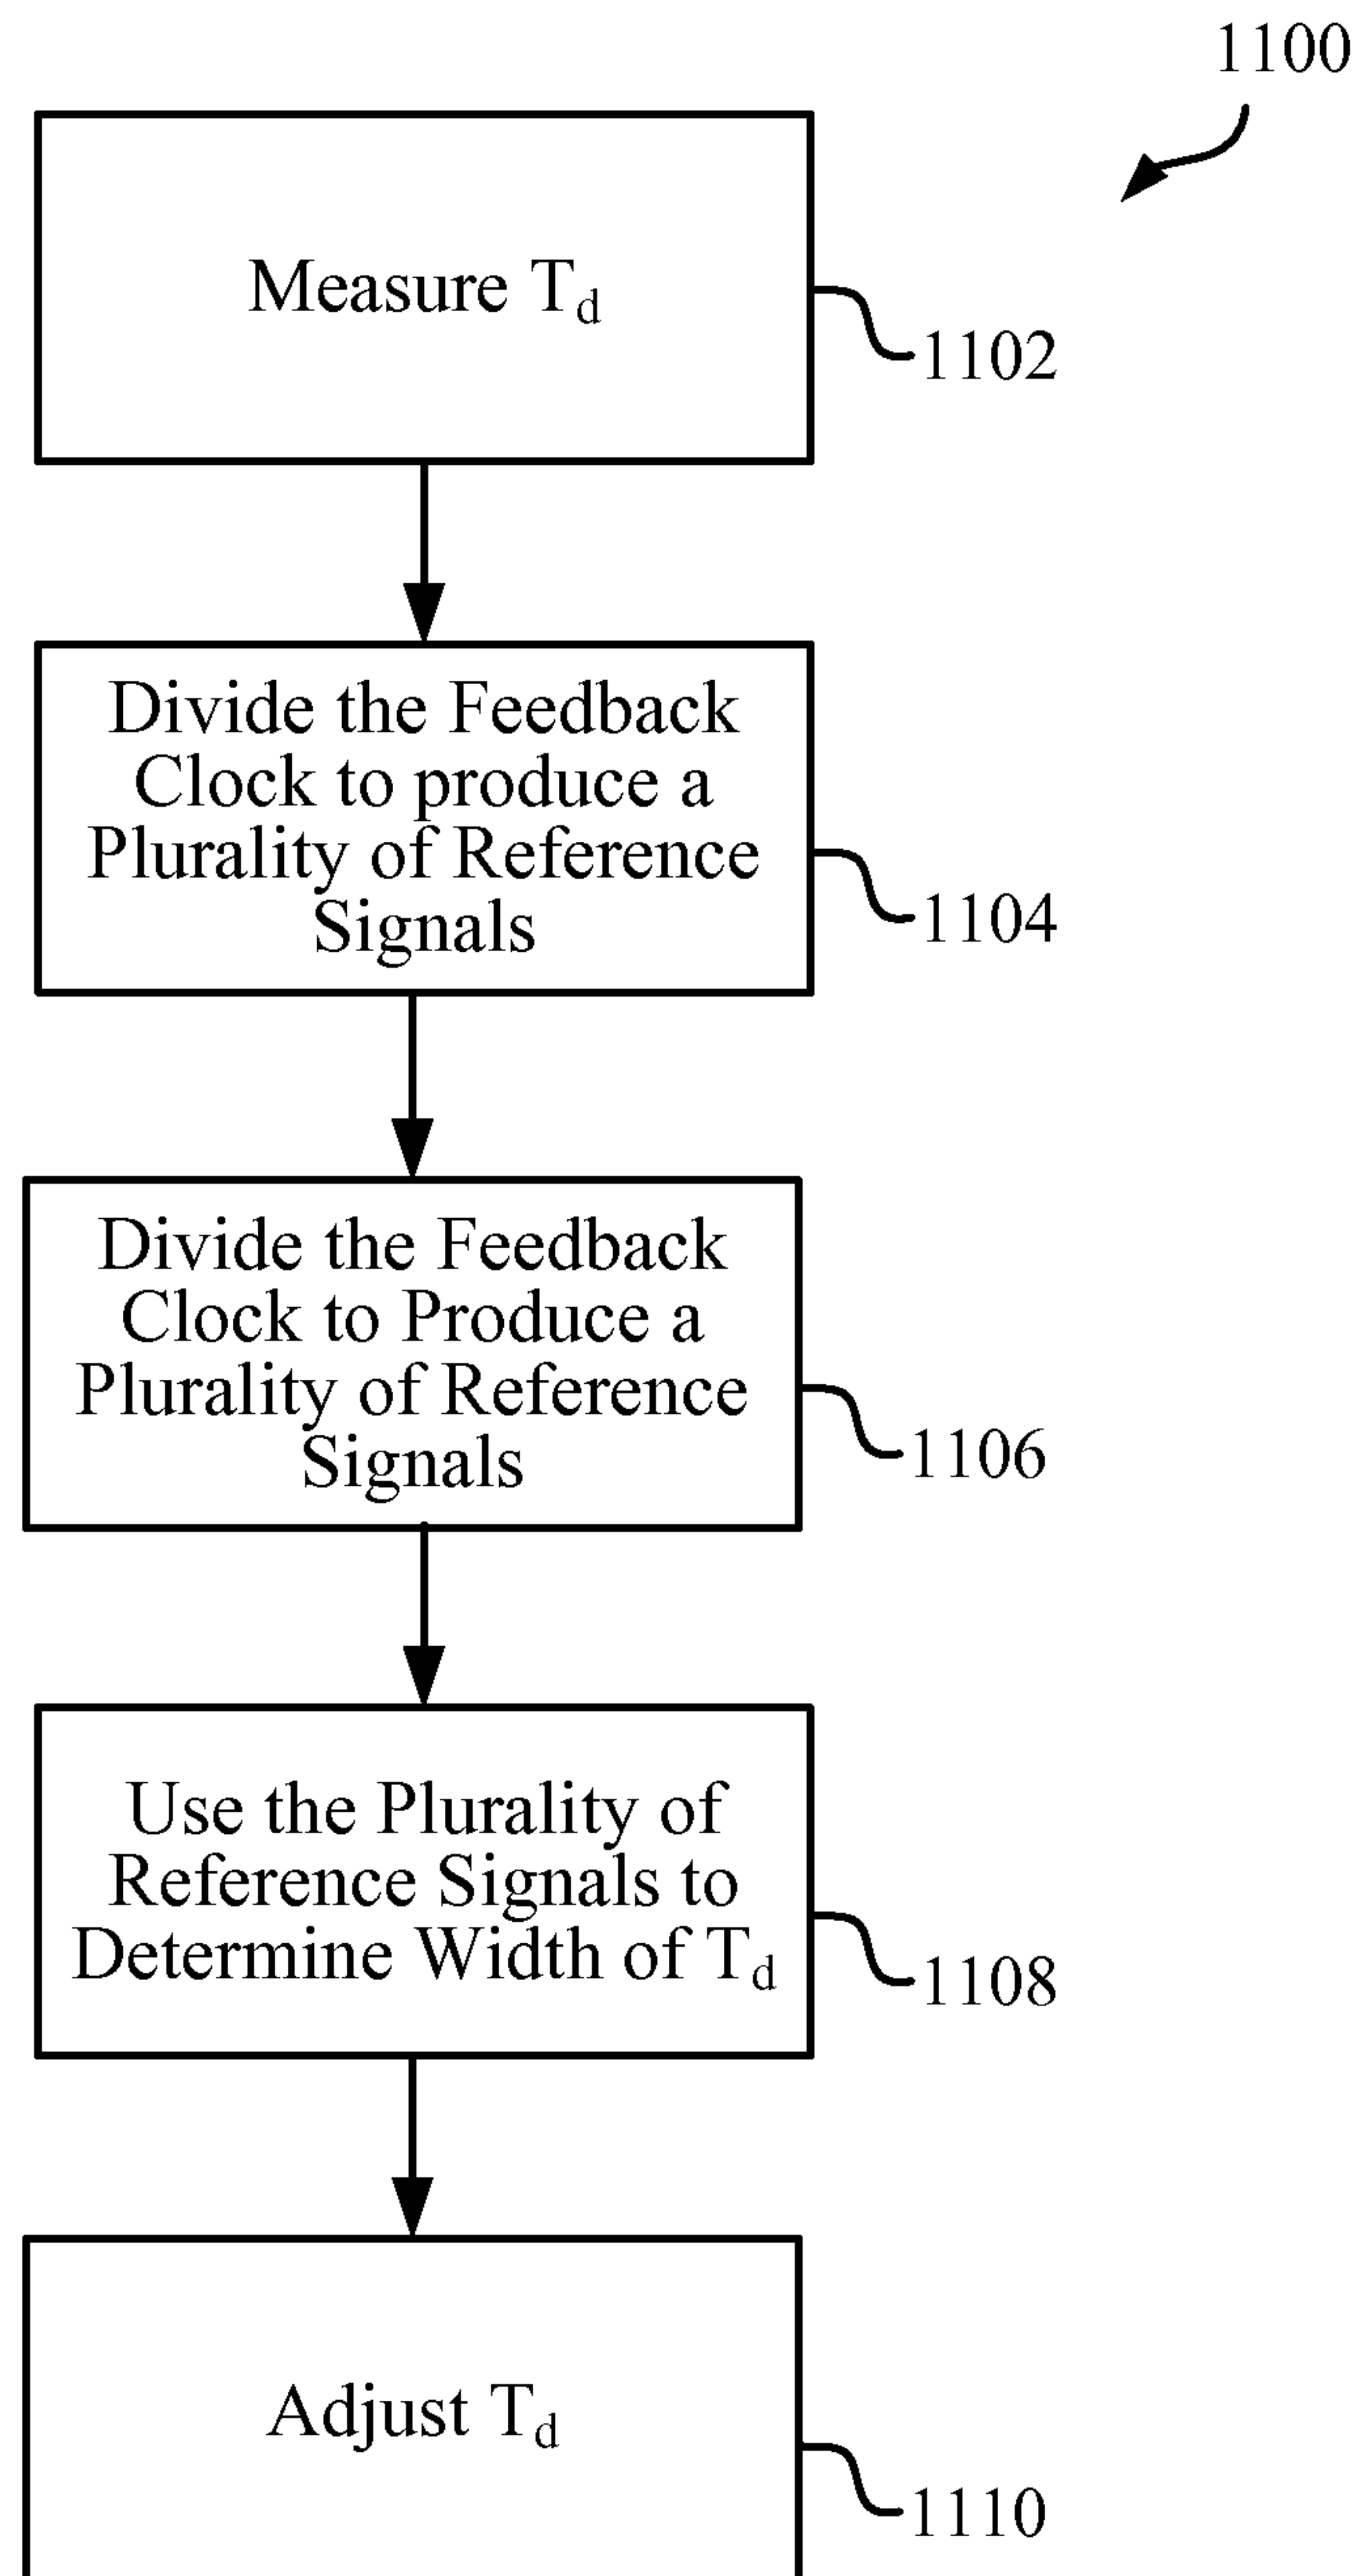 1100
Measure Td
1102
Divide the Feedback
Clock to produce a
Plurality of Reference
Signals
1104
Divide the Feedback
Clock to Produce a
Plurality of Reference
Signals
1106
Use the Plurality of
Reference Signals to
Determine Width of Td
1108
Adjust Td
1110